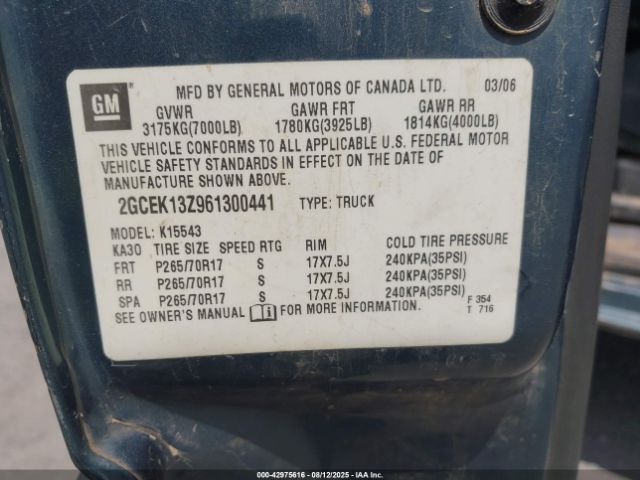 GM
MFD BY GENERAL MOTORS OF CANADA LTD. 03/06
GVWR GAWR FRT GAWR RR
3175KG(7000LB) 1780KG(3925LB) 1814KG(4000LB)
THIS VEHICLE CONFORMS TO ALL APPLICABLE U.S. FEDERAL MOTOR
VEHICLE SAFETY STANDARDS IN EFFECT ON THE DATE OF
MANUFACTURE SHOWN ABOVE.
2GCEK13Z961300441 TYPE: TRUCK
MODEL: K15543
KA30 TIRE SIZE SPEED RTG RIM COLD TIRE PRESSURE
FRT P265/70R17 S 17X7.5J 240KPA(35PSI)
RR P265/70R17 S 17X7.5J 240KPA(35PSI)
SPA P265/70R17 S 17X7.5J 240KPA(35PSI)
SEE OWNER'S MANUAL FOR MORE INFORMATION.
F 354
T 716
© - 42975616 - 08/12/2025 - IAAI.COM